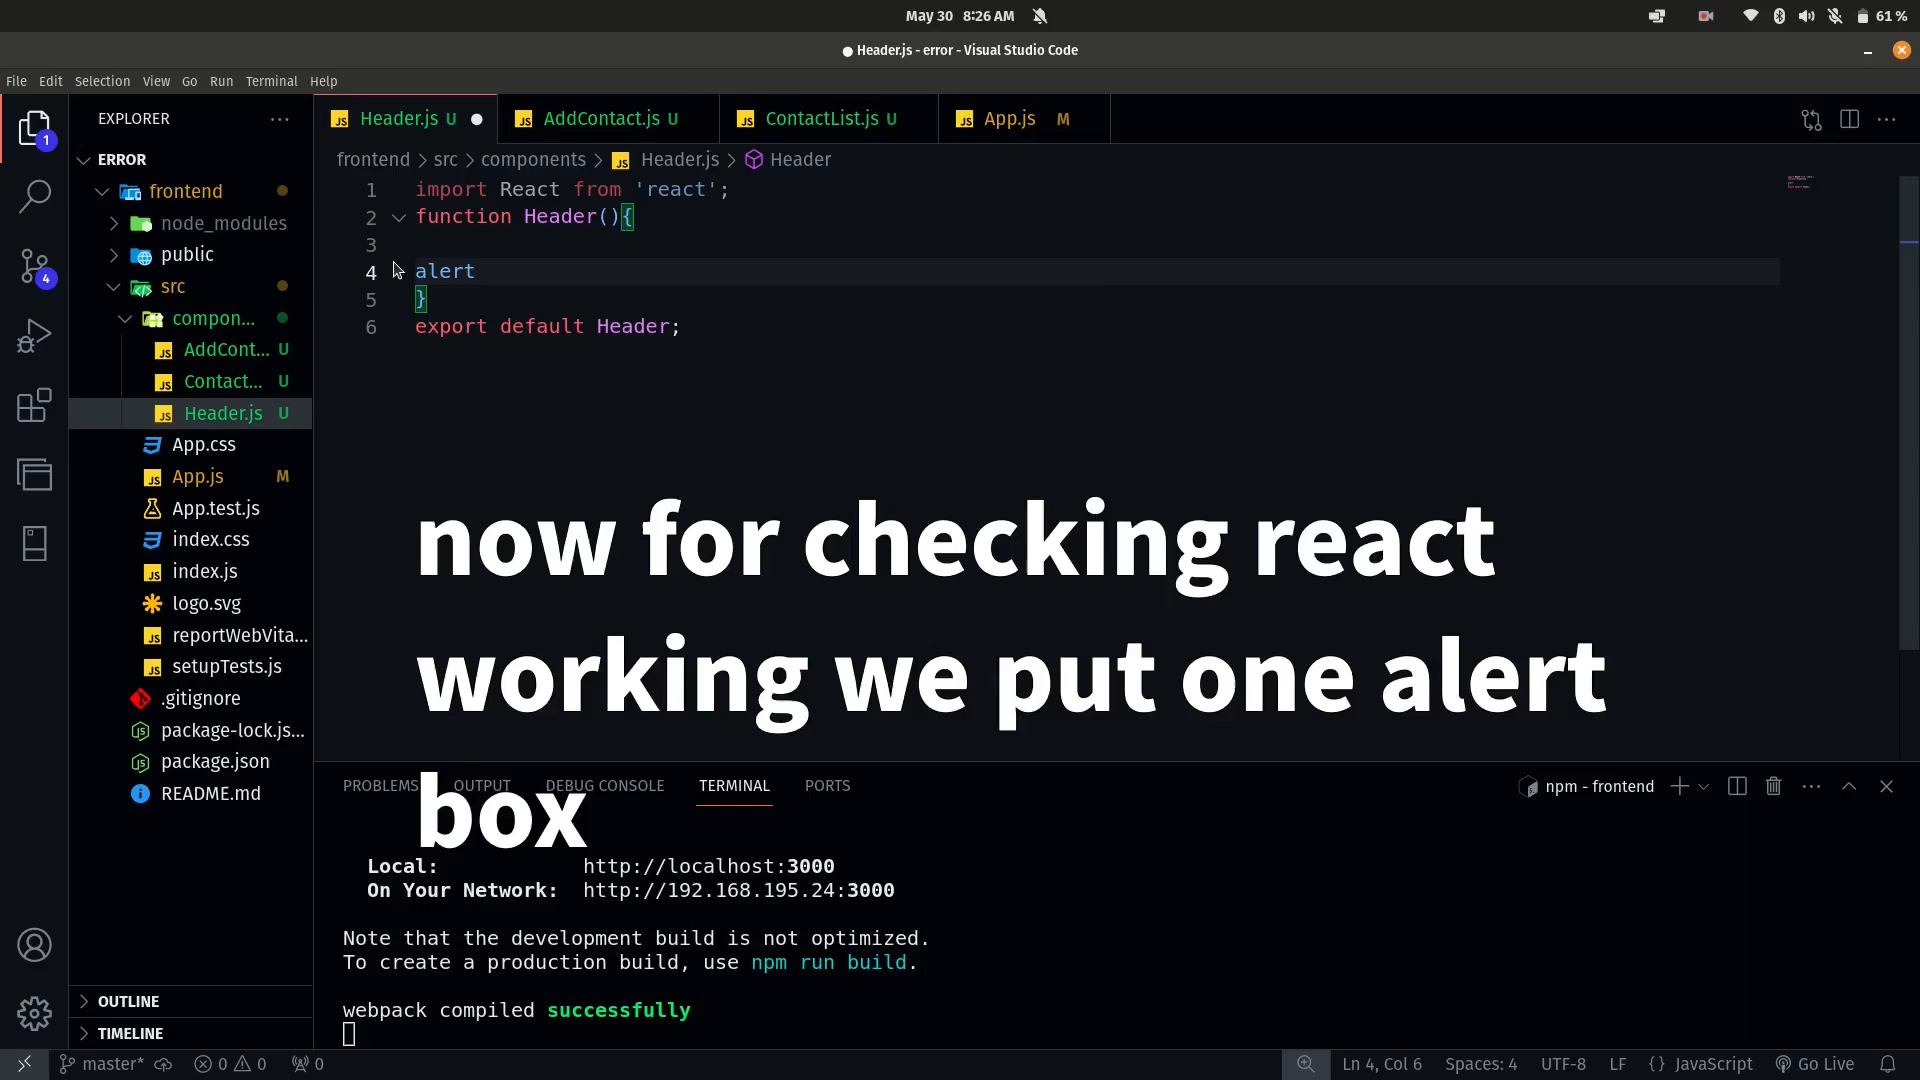 May 30 8:26 AM
61 %
Header.js - error - Visual Studio Code
File Edit Selection View Go Run Terminal Help
EXPLORER
Header.js U
AddContact.js U
ContactList.js U
App.js M
1
4
ERROR
frontend
node_modules
public
src
compon...
AddCont... U
Contact... U
Header.js U
App.css
App.js M
App.test.js
index.css
index.js
logo.svg
reportWebVita...
setupTests.js
.gitignore
package-lock.js...
package.json
README.md
OUTLINE
TIMELINE
frontend > src > components > JS Header.js > Header
1 import React from 'react';
2 function Header(){
3
4 alert
5 }
6 export default Header;
now for checking react
working we put one alert
box
PROBLEMS OUTPUT DEBUG CONSOLE TERMINAL PORTS
npm - frontend
Local: http://localhost:3000
On Your Network: http://192.168.195.24:3000
Note that the development build is not optimized.
To create a production build, use npm run build.
webpack compiled successfully
master* 0 0 0
Ln 4, Col 6 Spaces: 4 UTF-8 LF {} JavaScript Go Live